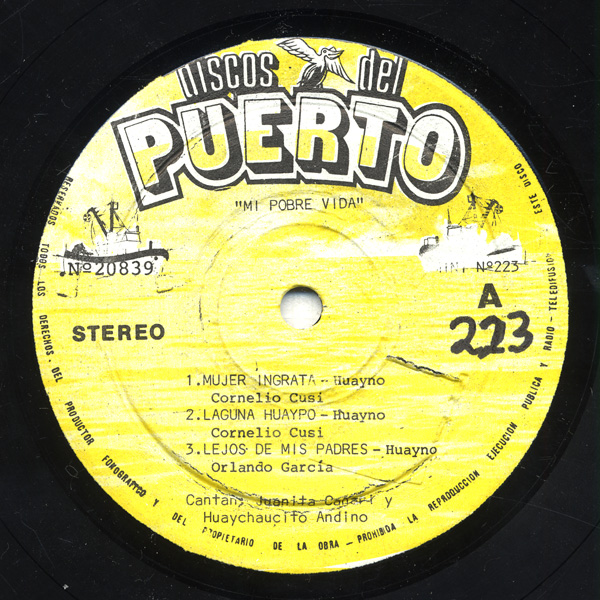 DISCOS del
PUERTO
"MI POBRE VIDA"
Nº20839
Nº223
STEREO
A
223
1.MUJER INGRATA - Huayno
Cornelio Cusi
2.LAGUNA HUAYPO - Huayno
Cornelio Cusi
3.LEJOS DE MIS PADRES - Huayno
Orlando García
Cantan: Juanita y
Huaychaucito Andino
RESERVADOS TODOS LOS DERECHOS DEL PRODUCTOR FONOGRAFICO Y DEL PROPIETARIO DE LA OBRA - PROHIBIDA LA REPRODUCCION EJECUCION PUBLICA Y RADIO - TELEDIFUSION ESTE DISCO